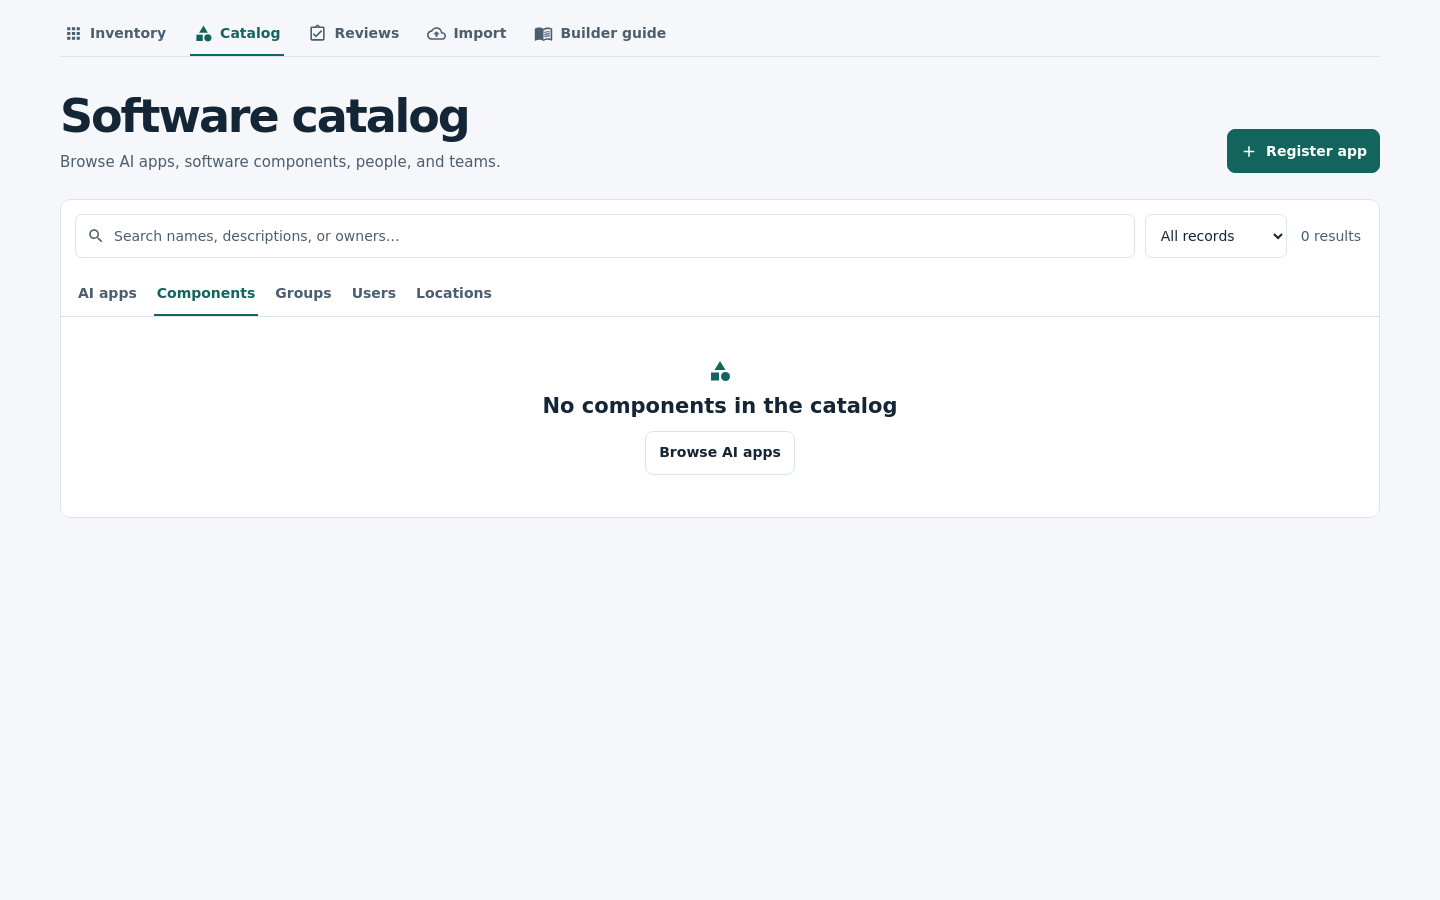 Inventory
Catalog
Reviews
Import
Builder guide
Software catalog
Browse AI apps, software components, people, and teams.
Register app
Search names, descriptions, or owners...
All records
0 results
AI apps
Components
Groups
Users
Locations
No components in the catalog
Browse AI apps